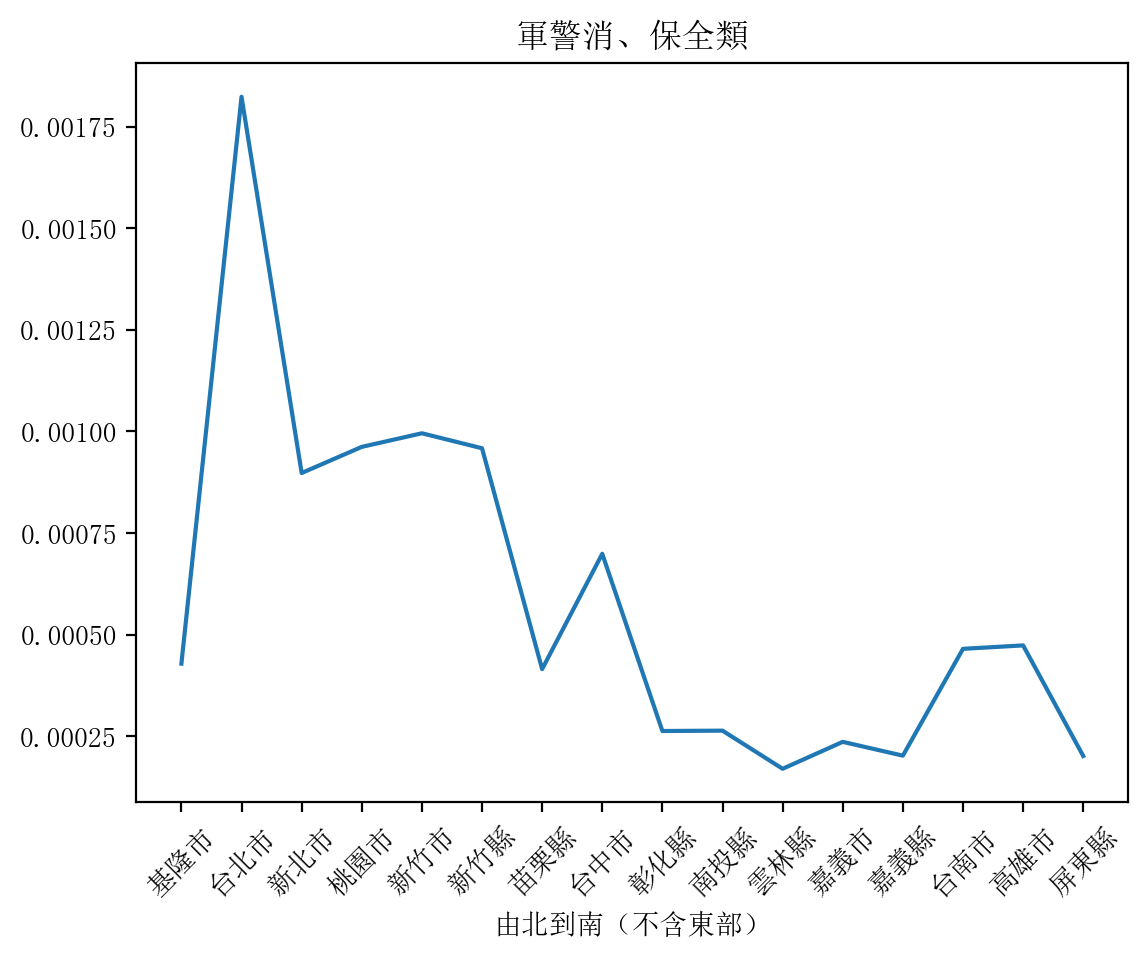 軍警消、保全類
0.00175
0.00150
0.00125
0.00100
0.00075
0.00050
0.00025
基隆市
台北市
新北市
桃園市
新竹市
新竹縣
苗栗縣
台中市
彰化縣
南投縣
雲林縣
嘉義市
嘉義縣
台南市
高雄市
屏東縣
由北到南（不含東部）